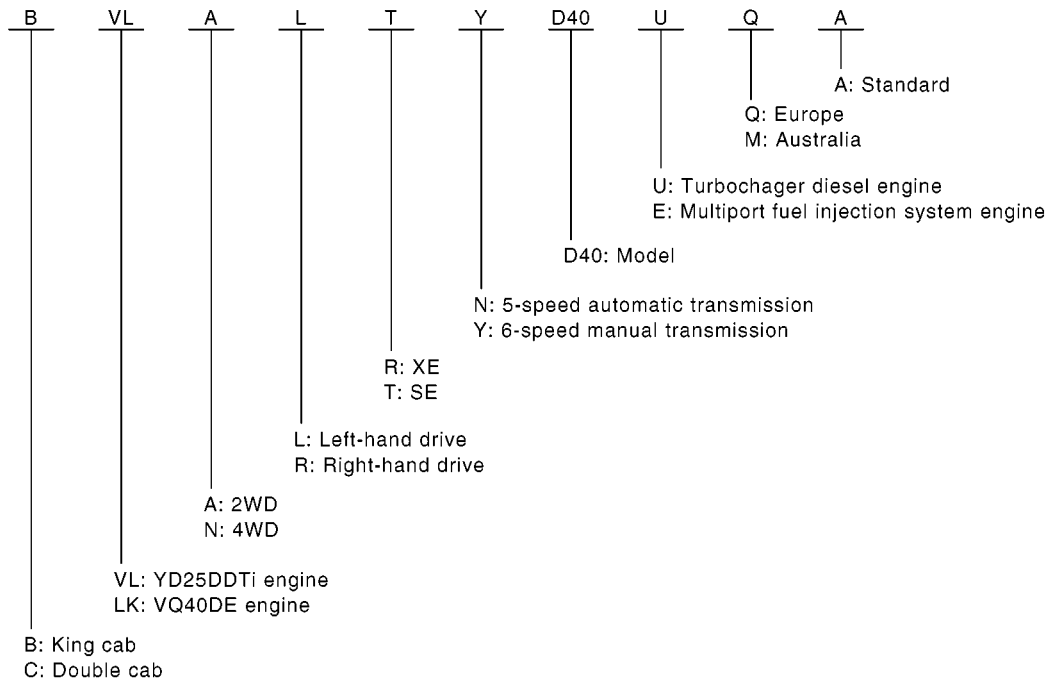 B VL A L T Y D40 U Q A
A: Standard
Q: Europe
M: Australia
U: Turbochager diesel engine
E: Multiport fuel injection system engine
D40: Model
N: 5-speed automatic transmission
Y: 6-speed manual transmission
R: XE
T: SE
L: Left-hand drive
R: Right-hand drive
A: 2WD
N: 4WD
VL: YD25DDTi engine
LK: VQ40DE engine
B: King cab
C: Double cab